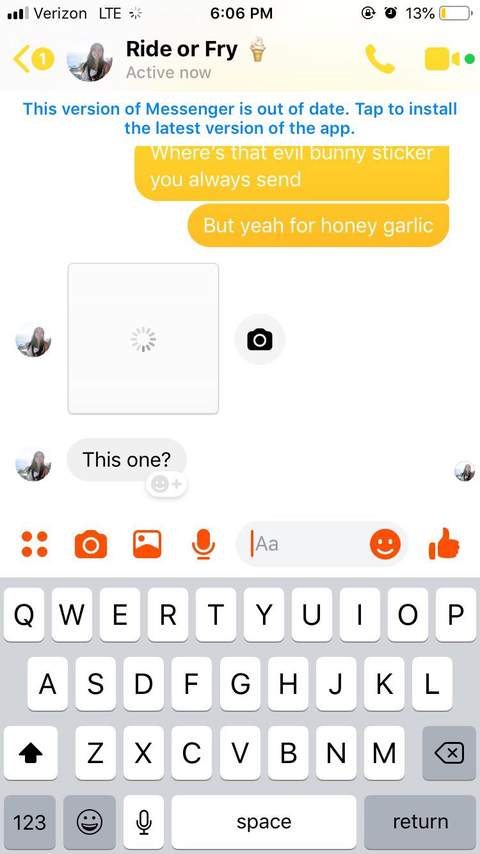 Verizon LTE 6:06 PM 13%
1
Ride or Fry 🍦
Active now
This version of Messenger is out of date. Tap to install
the latest version of the app.
Where's that evil bunny sticker
you always send
But yeah for honey garlic
This one?
Aa
Q W E R T Y U I O P
A S D F G H J K L
Z X C V B N M
123 space return